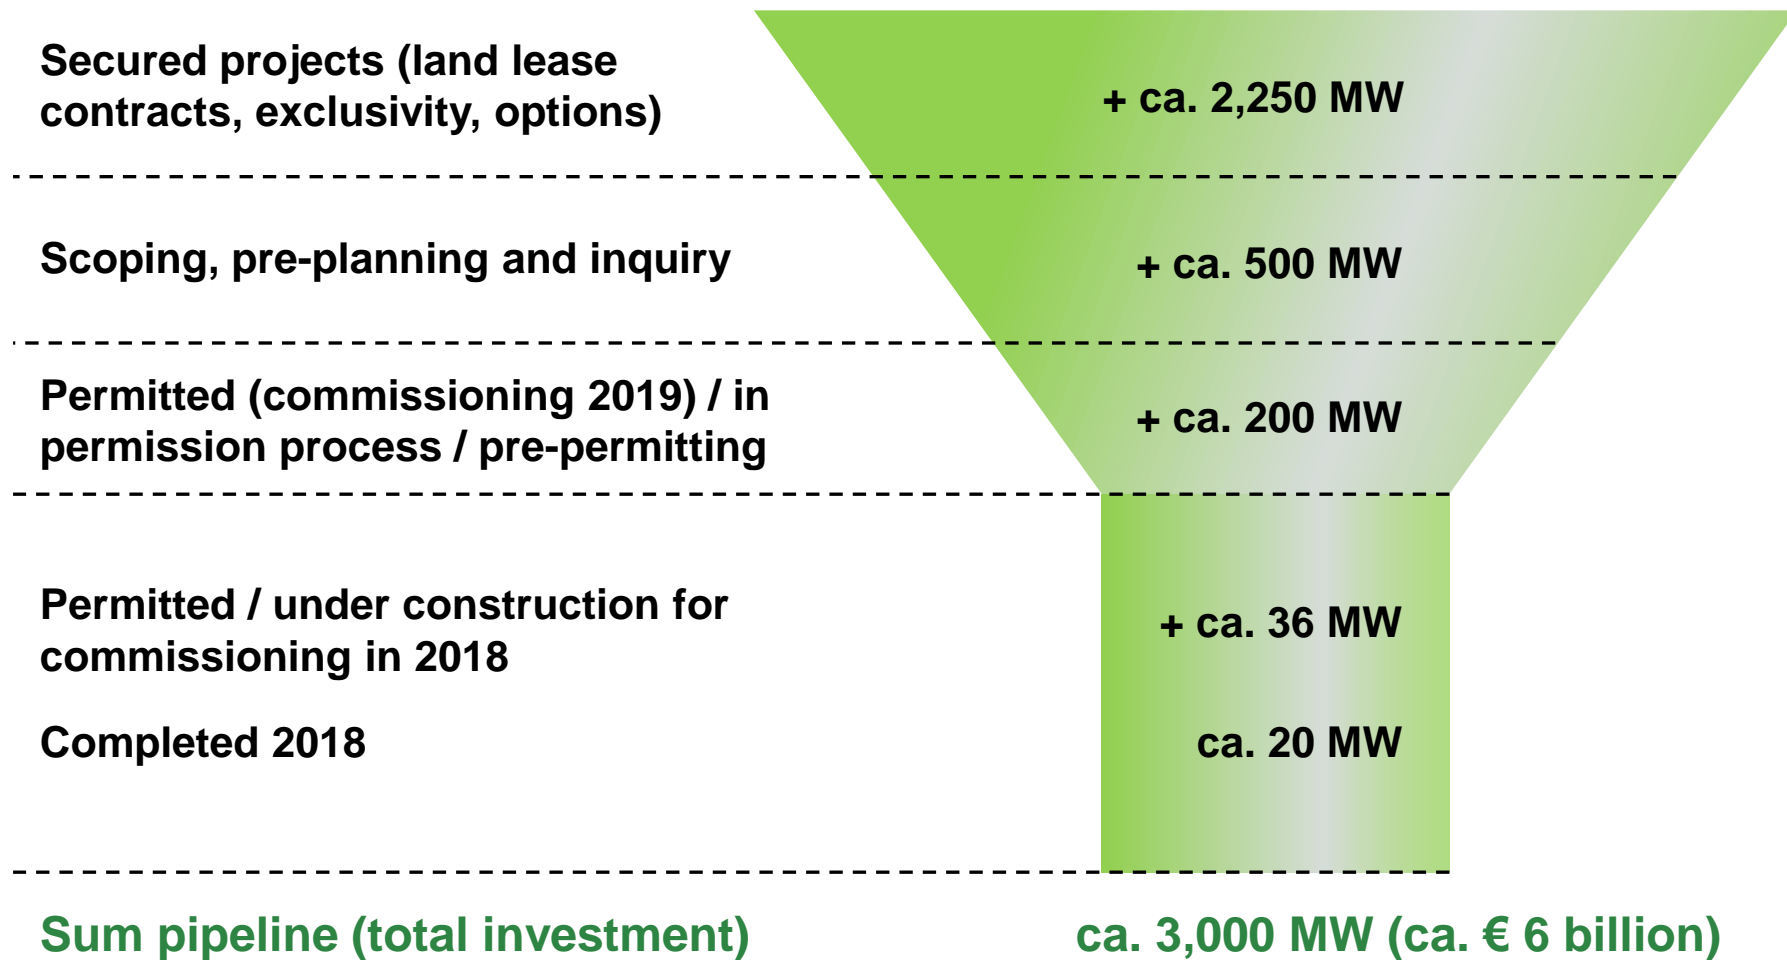 Secured projects (land lease
contracts, exclusivity, options)
+ ca. 2,250 MW
Scoping, pre-planning and inquiry
+ ca. 500 MW
Permitted (commissioning 2019) / in
permission process / pre-permitting
+ ca. 200 MW
Permitted / under construction for
commissioning in 2018
+ ca. 36 MW
Completed 2018
ca. 20 MW
Sum pipeline (total investment)
ca. 3,000 MW (ca. € 6 billion)